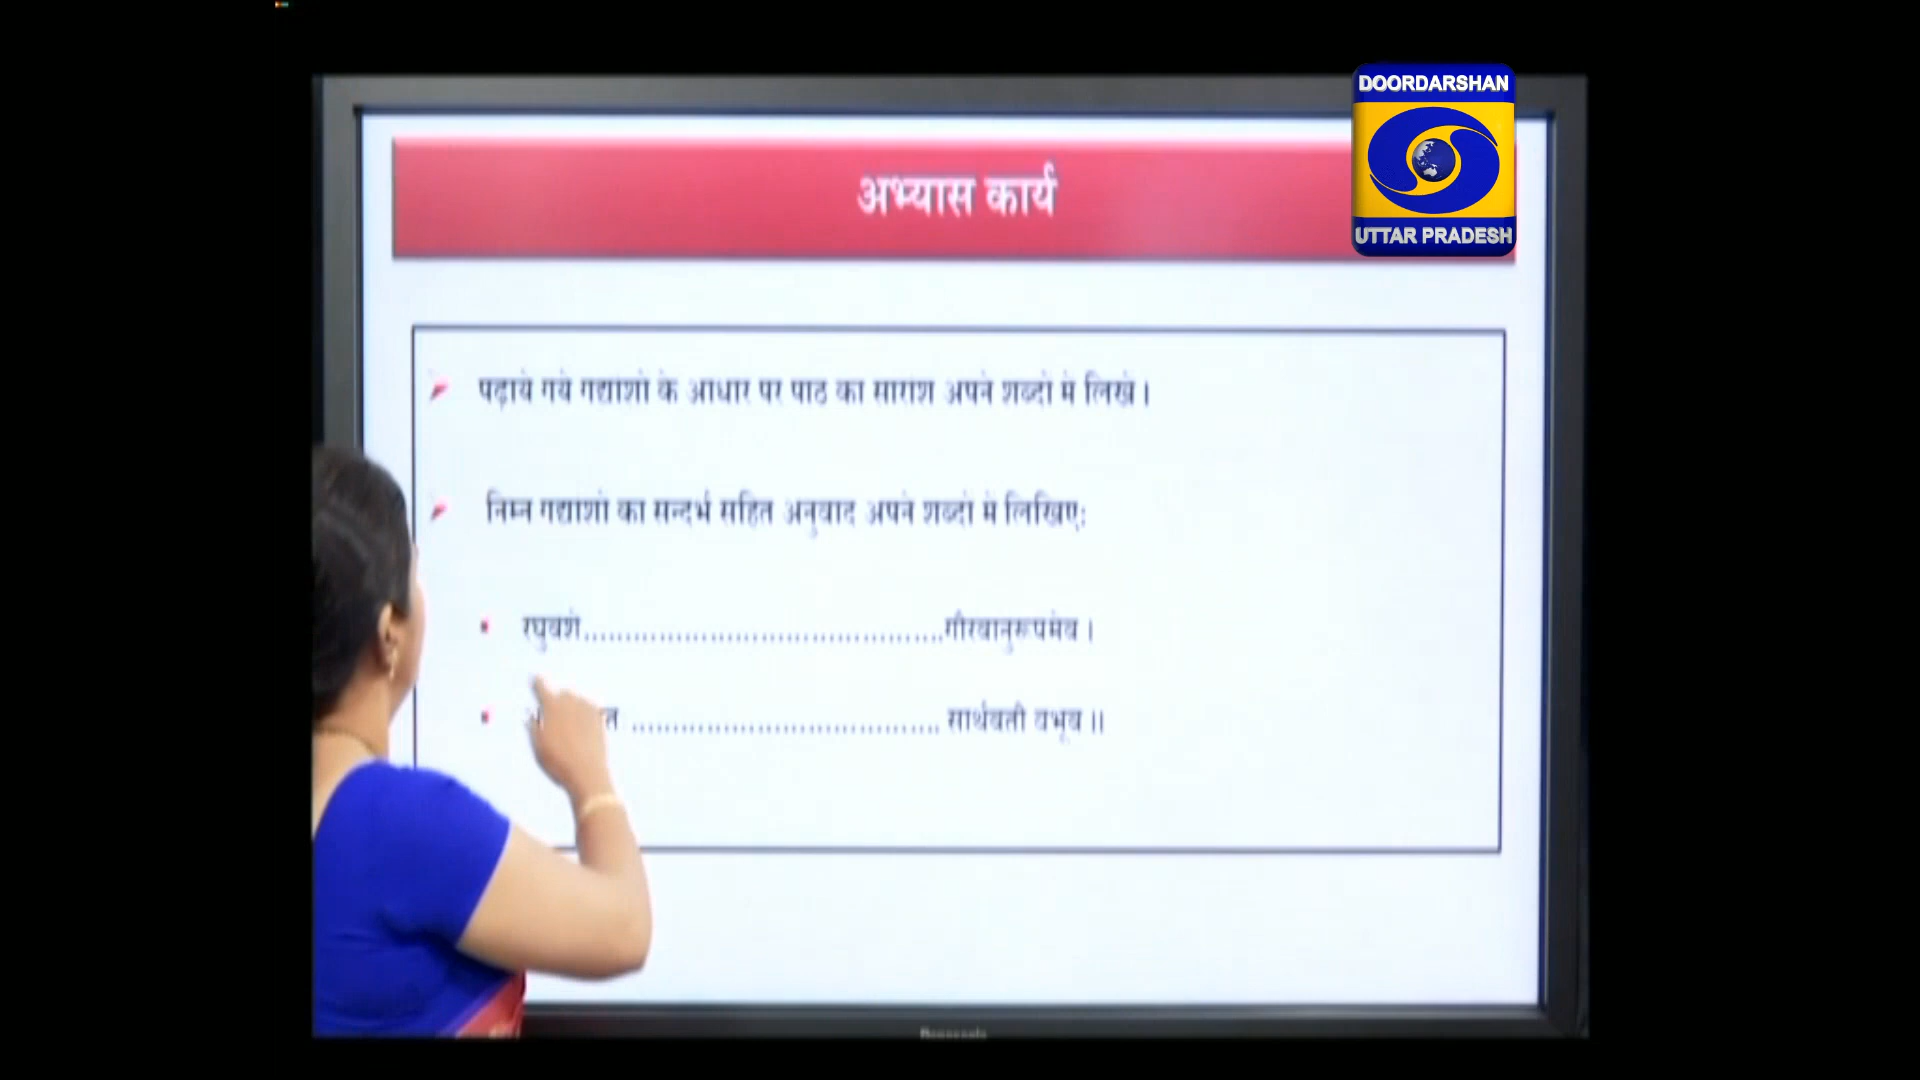 DOORDARSHAN
UTTAR PRADESH
अभ्यास कार्य
पढ़ाये गये गद्यांशों के आधार पर पाठ का सारांश अपने शब्दों में लिखें।
निम्न गद्यांशों का सन्दर्भ सहित अनुवाद अपने शब्दों में लिखिए:
रघुवंशे...........................................गौरवानुरूपमेव।
..................................... सार्थवती बभूव॥
Panasonic